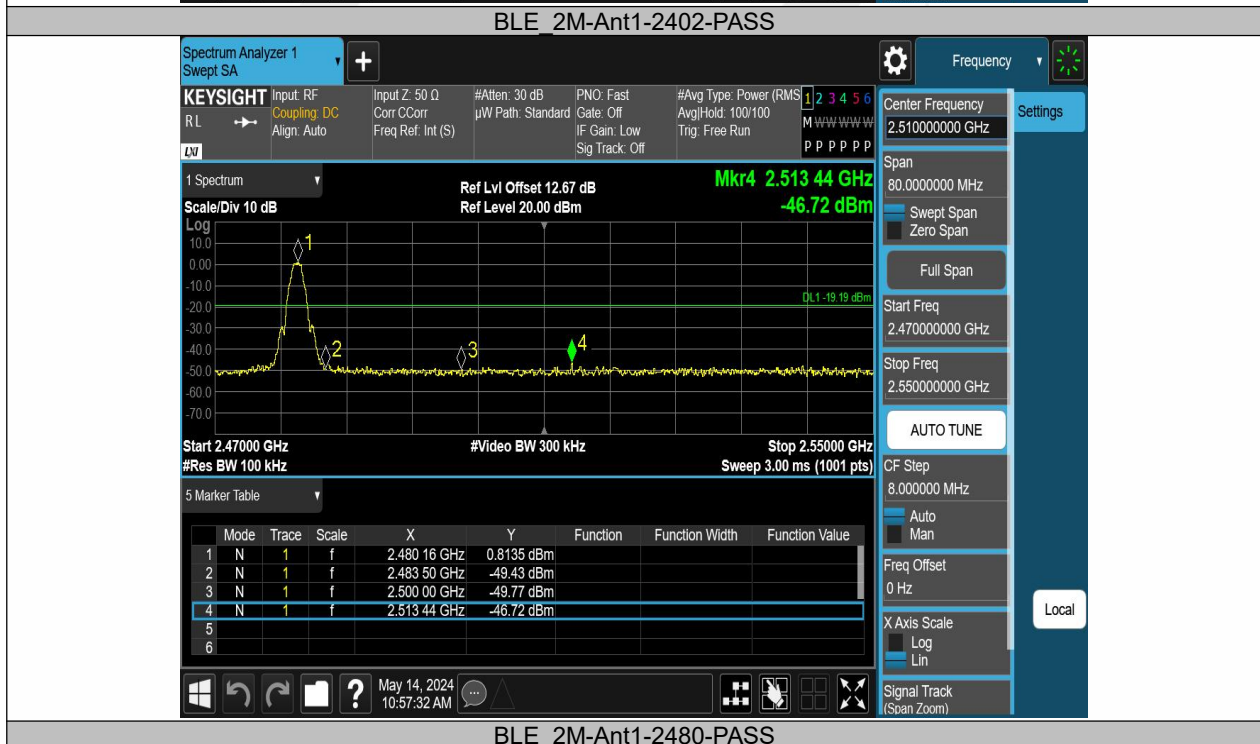 BLE_2M-Ant1-2402-PASS
Spectrum Analyzer 1
Swept SA
Frequency
KEYSIGHT
RL
LXI
Input: RF
Coupling: DC
Align: Auto
Input Z: 50 Ω
Corr CCorr
Freq Ref: Int (S)
#Atten: 30 dB
µW Path: Standard
PNO: Fast
Gate: Off
IF Gain: Low
Sig Track: Off
#Avg Type: Power (RMS
Avg|Hold: 100/100
Trig: Free Run
1 2 3 4 5 6
M W W W W W
P P P P P P
1 Spectrum
Scale/Div 10 dB
Ref Lvl Offset 12.67 dB
Ref Level 20.00 dBm
Mkr4 2.513 44 GHz
-46.72 dBm
Log
10.0
0.00
-10.0
-20.0
-30.0
-40.0
-50.0
-60.0
-70.0
1
2
3
4
DL1 -19.19 dBm
Start 2.47000 GHz
#Res BW 100 kHz
#Video BW 300 kHz
Stop 2.55000 GHz
Sweep 3.00 ms (1001 pts)
5 Marker Table
Mode Trace Scale X Y Function Function Width Function Value
1 N 1 f 2.480 16 GHz 0.8135 dBm
2 N 1 f 2.483 50 GHz -49.43 dBm
3 N 1 f 2.500 00 GHz -49.77 dBm
4 N 1 f 2.513 44 GHz -46.72 dBm
5
6
May 14, 2024
10:57:32 AM
Center Frequency
2.510000000 GHz
Settings
Span
80.0000000 MHz
Swept Span
Zero Span
Full Span
Start Freq
2.470000000 GHz
Stop Freq
2.550000000 GHz
AUTO TUNE
CF Step
8.000000 MHz
Auto
Man
Freq Offset
0 Hz
Local
X Axis Scale
Log
Lin
Signal Track
(Span Zoom)
BLE_2M-Ant1-2480-PASS